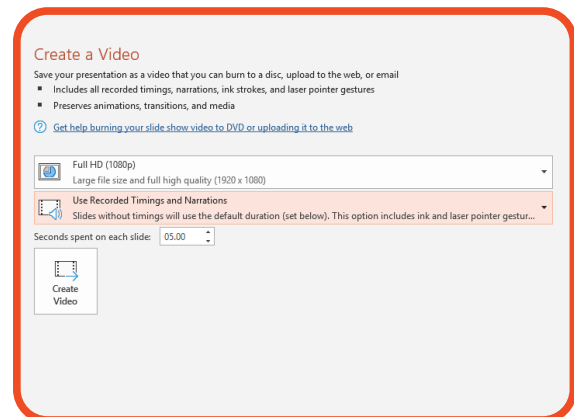 Create a Video
Save your presentation as a video that you can burn to a disc, upload to the web, or email
▪ Includes all recorded timings, narrations, ink strokes, and laser pointer gestures
▪ Preserves animations, transitions, and media
? Get help burning your slide show video to DVD or uploading it to the web
Full HD (1080p)
Large file size and full high quality (1920 x 1080)
Use Recorded Timings and Narrations
Slides without timings will use the default duration (set below). This option includes ink and laser pointer gestur...
Seconds spent on each slide: 05.00
Create
Video